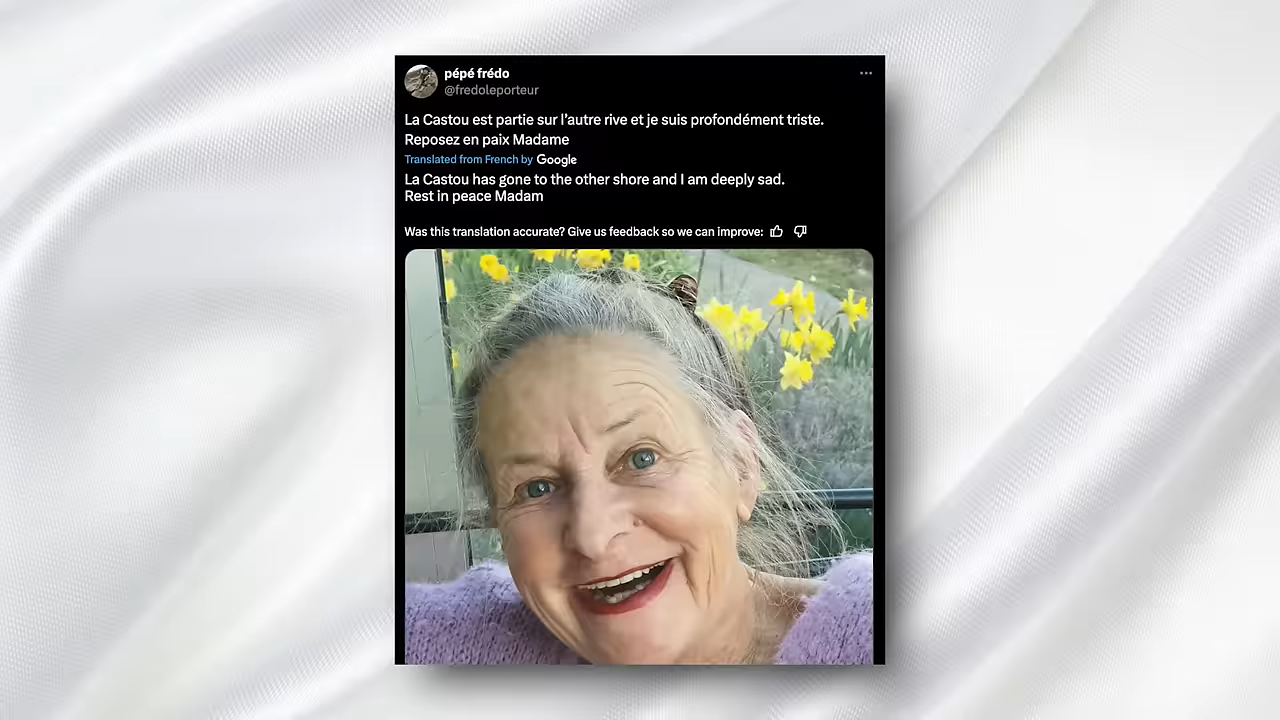 pépé frédo
@fredoleporteur
La Castou est partie sur l’autre rive et je suis profondément triste.
Reposez en paix Madame
Translated from French by Google
La Castou has gone to the other shore and I am deeply sad.
Rest in peace Madam
Was this translation accurate? Give us feedback so we can improve: